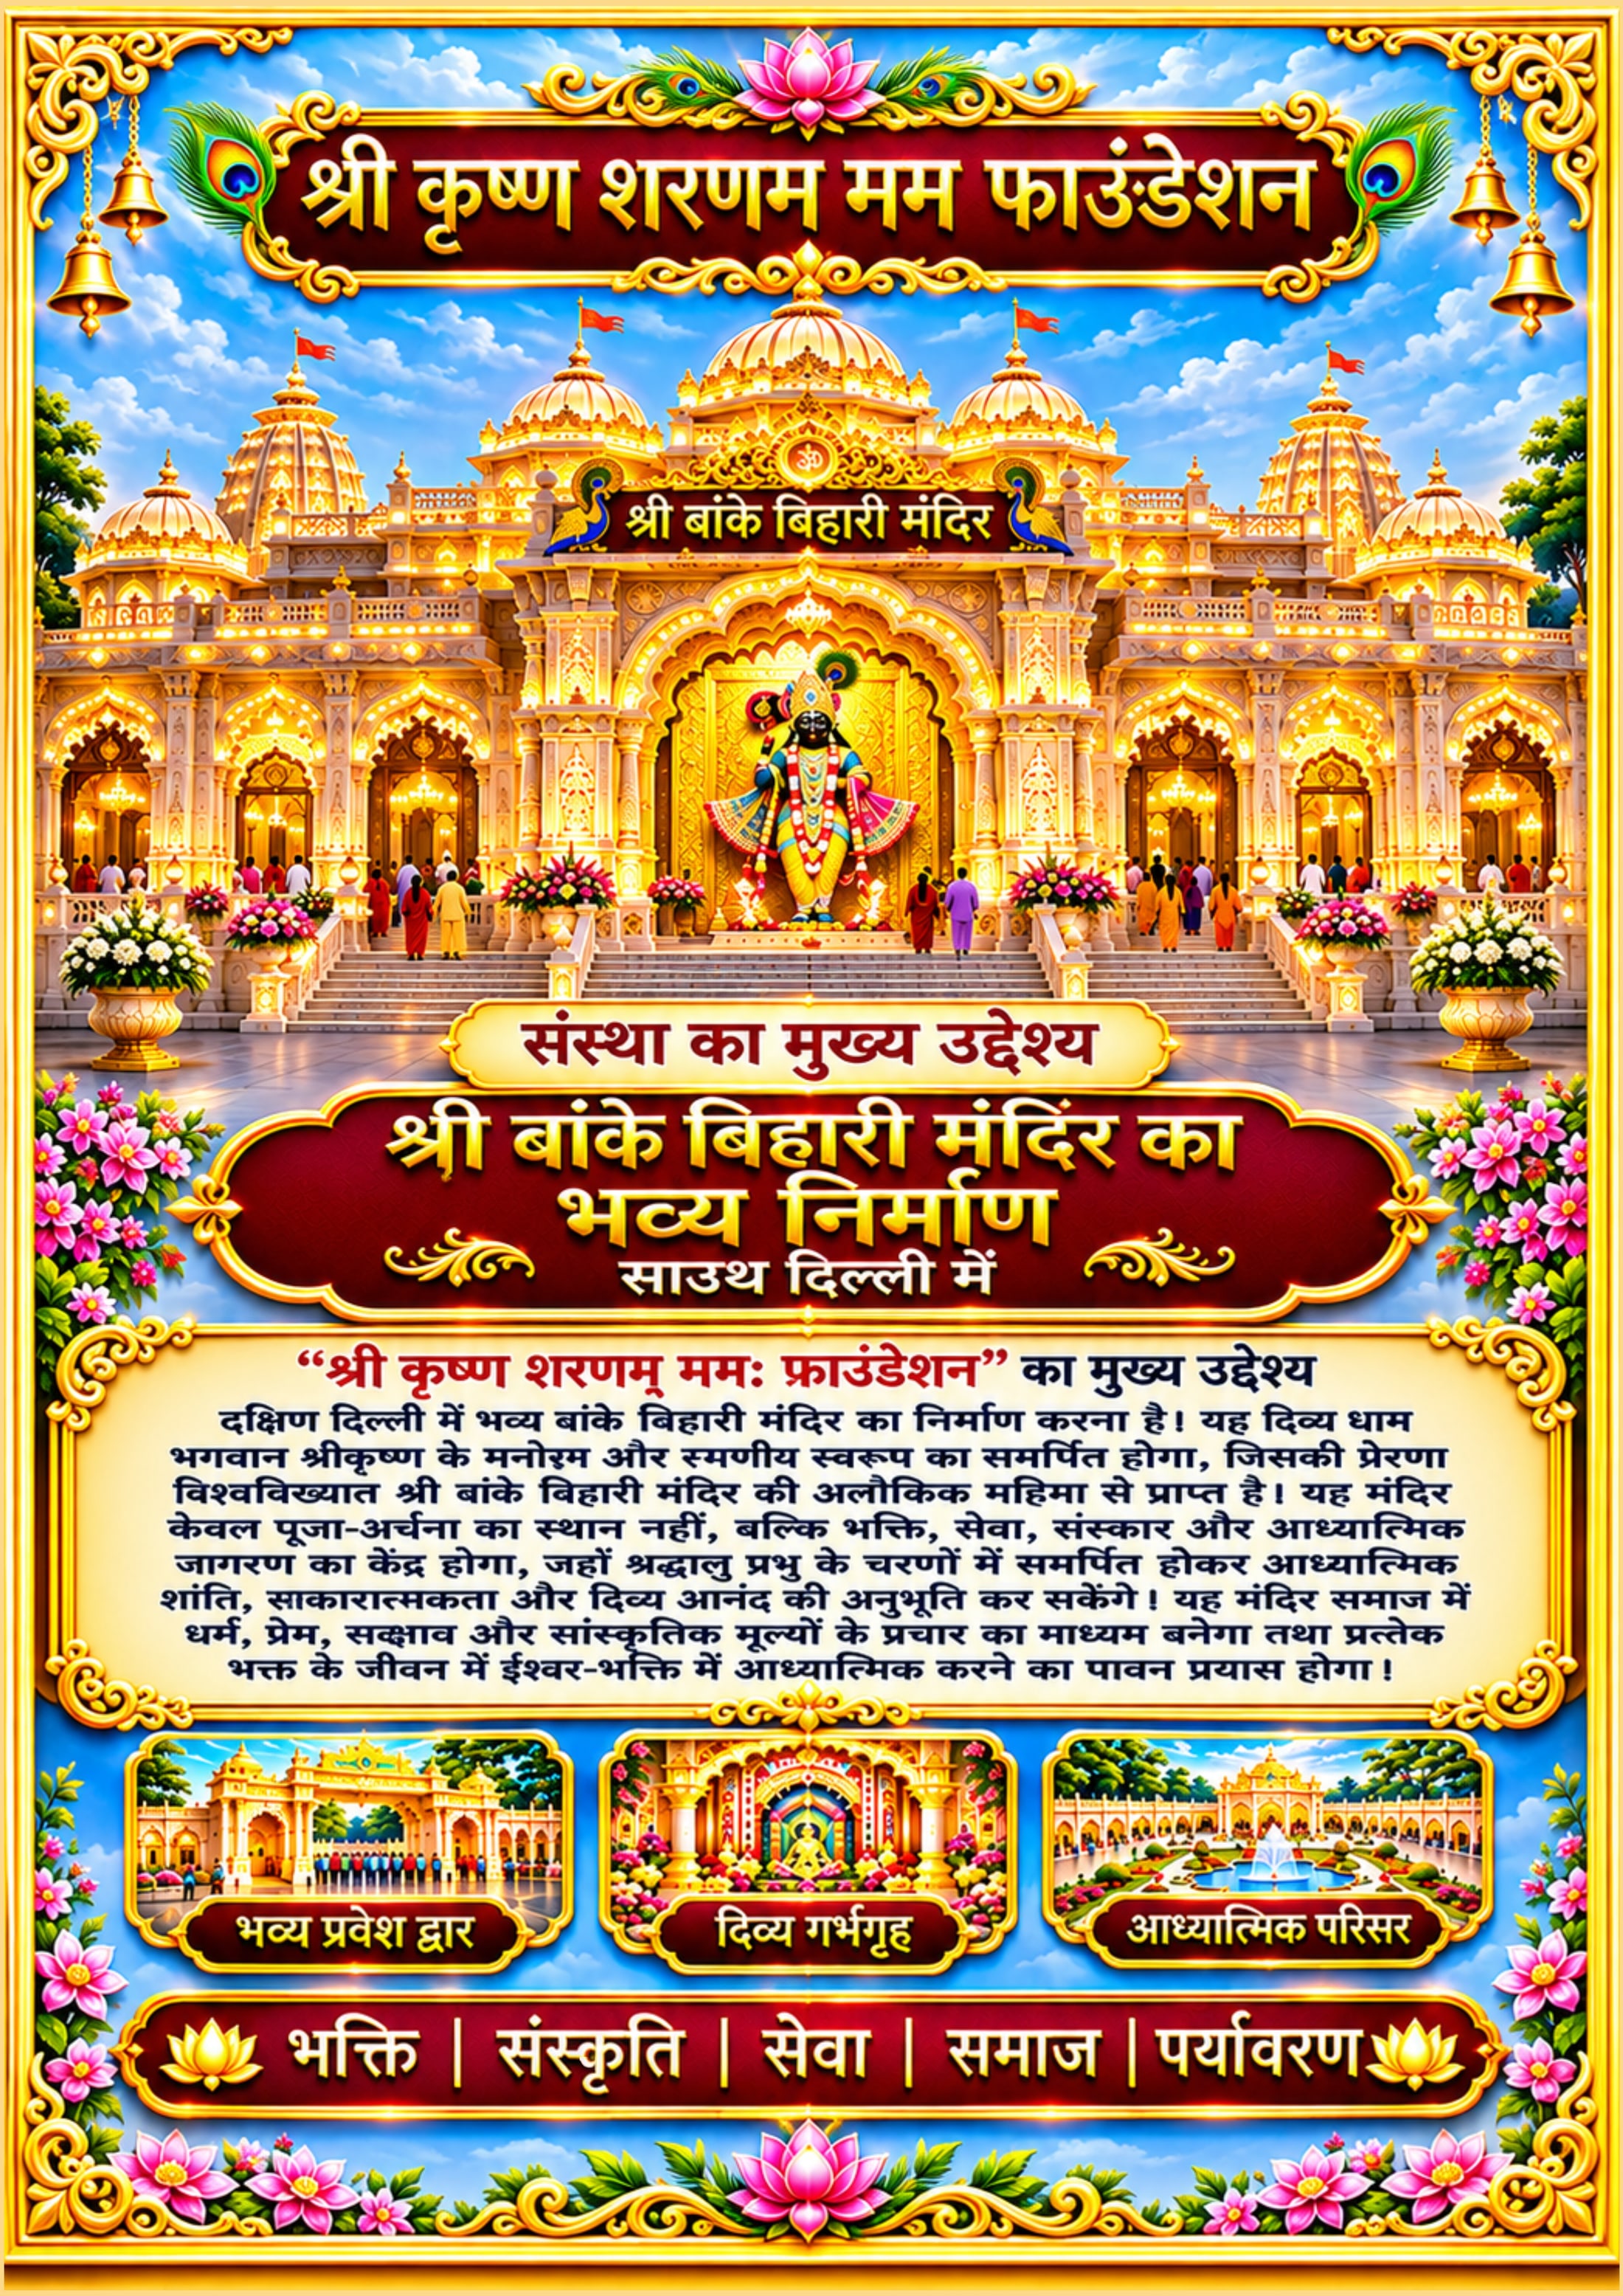 श्री कृष्ण शरणम मम फाउंडेशन
श्री बांके बिहारी मंदिर
संस्था का मुख्य उद्देश्य
श्री बांके बिहारी मंदिर का
भव्य निर्माण
साउथ दिल्ली में
“श्री कृष्ण शरणम् मम: फ्राउंडेशन” का मुख्य उद्देश्य
दक्षिण दिल्ली में भव्य बांके बिहारी मंदिर का निर्माण करना है! यह दिव्य धाम
भगवान श्रीकृष्ण के मनोरम और स्मणीय स्वरूप का समर्पित होगा, जिसकी प्रेरणा
विश्वविख्यात श्री बांके बिहारी मंदिर की अलौकिक महिमा से प्राप्त है! यह मंदिर
केवल पूजा-अर्चना का स्थान नहीं, बल्कि भक्ति, सेवा, संस्कार और आध्यात्मिक
जागरण का केंद्र होगा, जहों श्रद्धालु प्रभु के चरणों में समर्पित होकर आध्यात्मिक
शांति, साकारात्मकता और दिव्य आनंद की अनुभूति कर सकेंगे! यह मंदिर समाज में
धर्म, प्रेम, और सांस्कृतिक मूल्यों के प्रचार का माध्यम बनेगा तथा प्रत्तेक
भक्त के जीवन में ईश्वर-भक्ति में आध्यात्मिक करने का पावन प्रयास होगा!
भव्य प्रवेश द्वार
दिव्य गर्भगृह
आध्यात्मिक परिसर
भक्ति | संस्कृति | सेवा | समाज | पर्यावरण